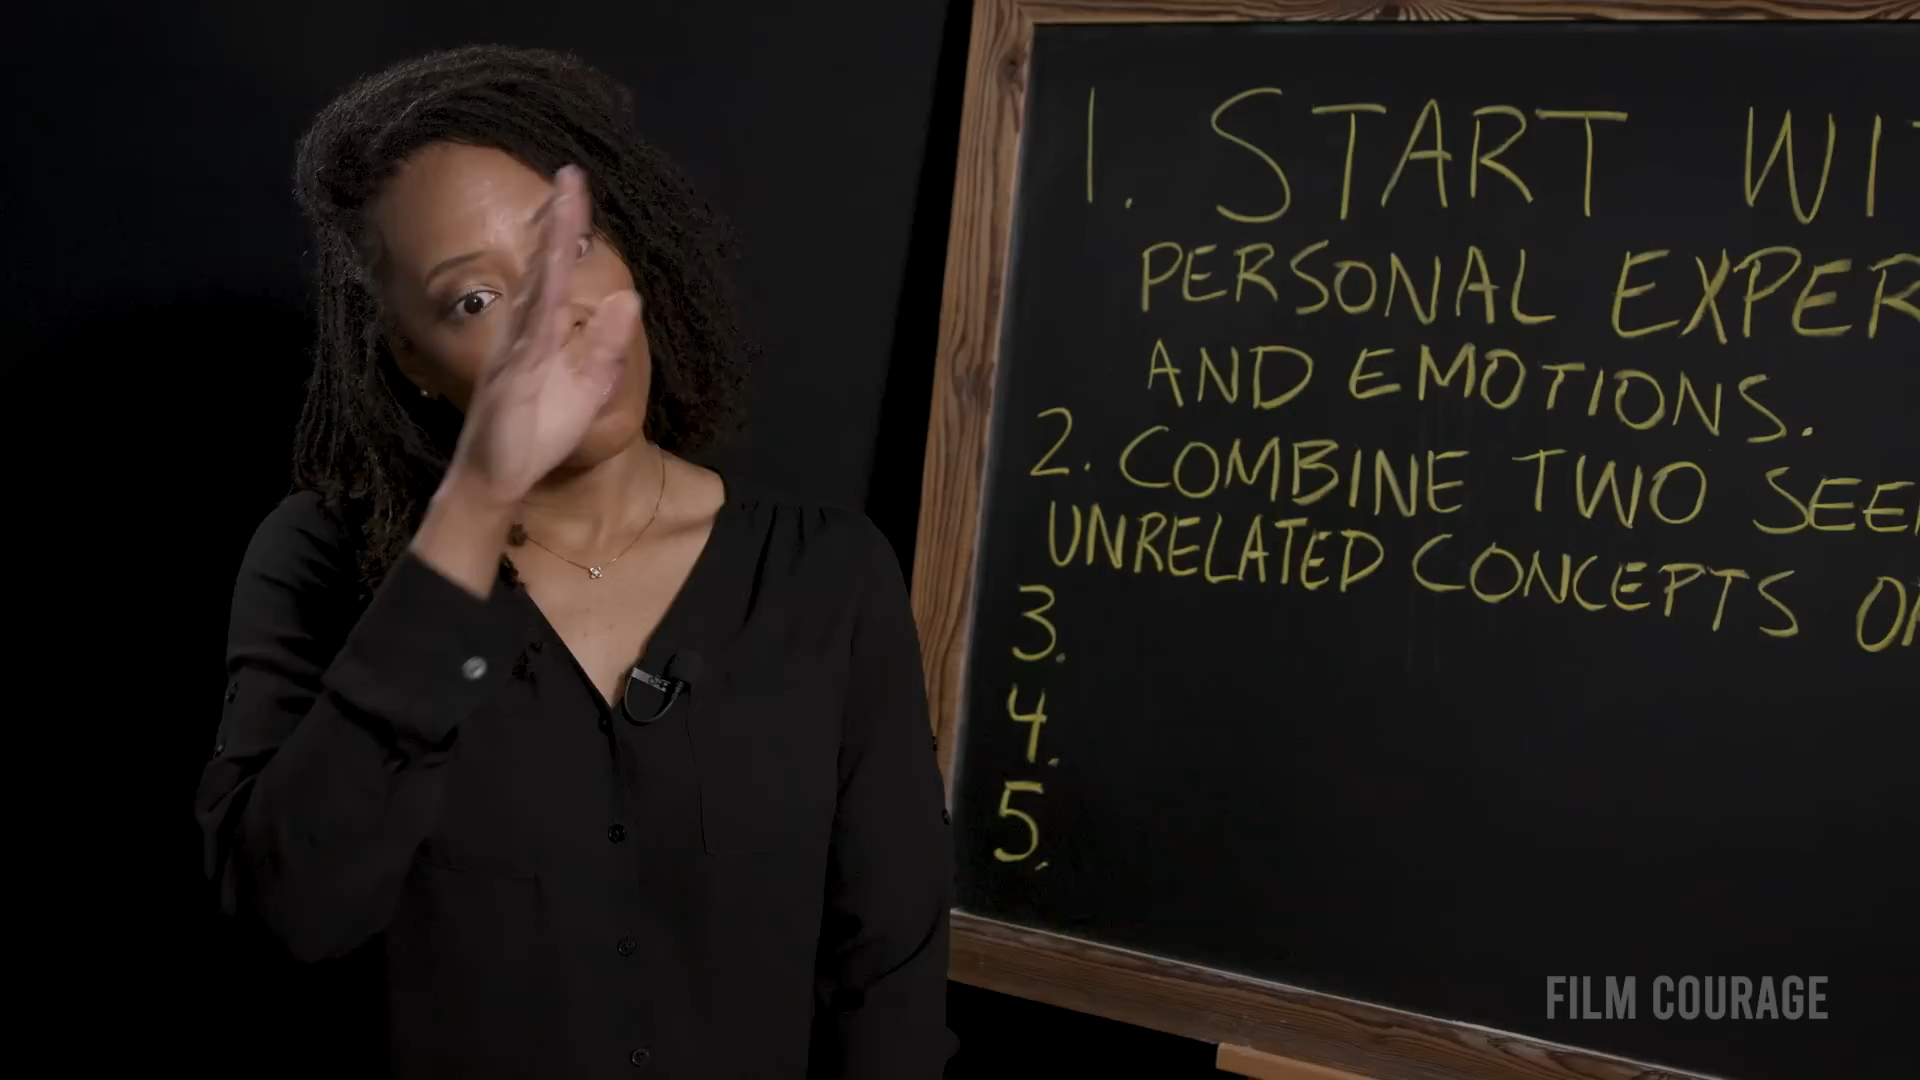 1. START WI
PERSONAL EXPER
AND EMOTIONS.
2. COMBINE TWO SEE
UNRELATED CONCEPTS O
3.
4.
5.
FILM COURAGE